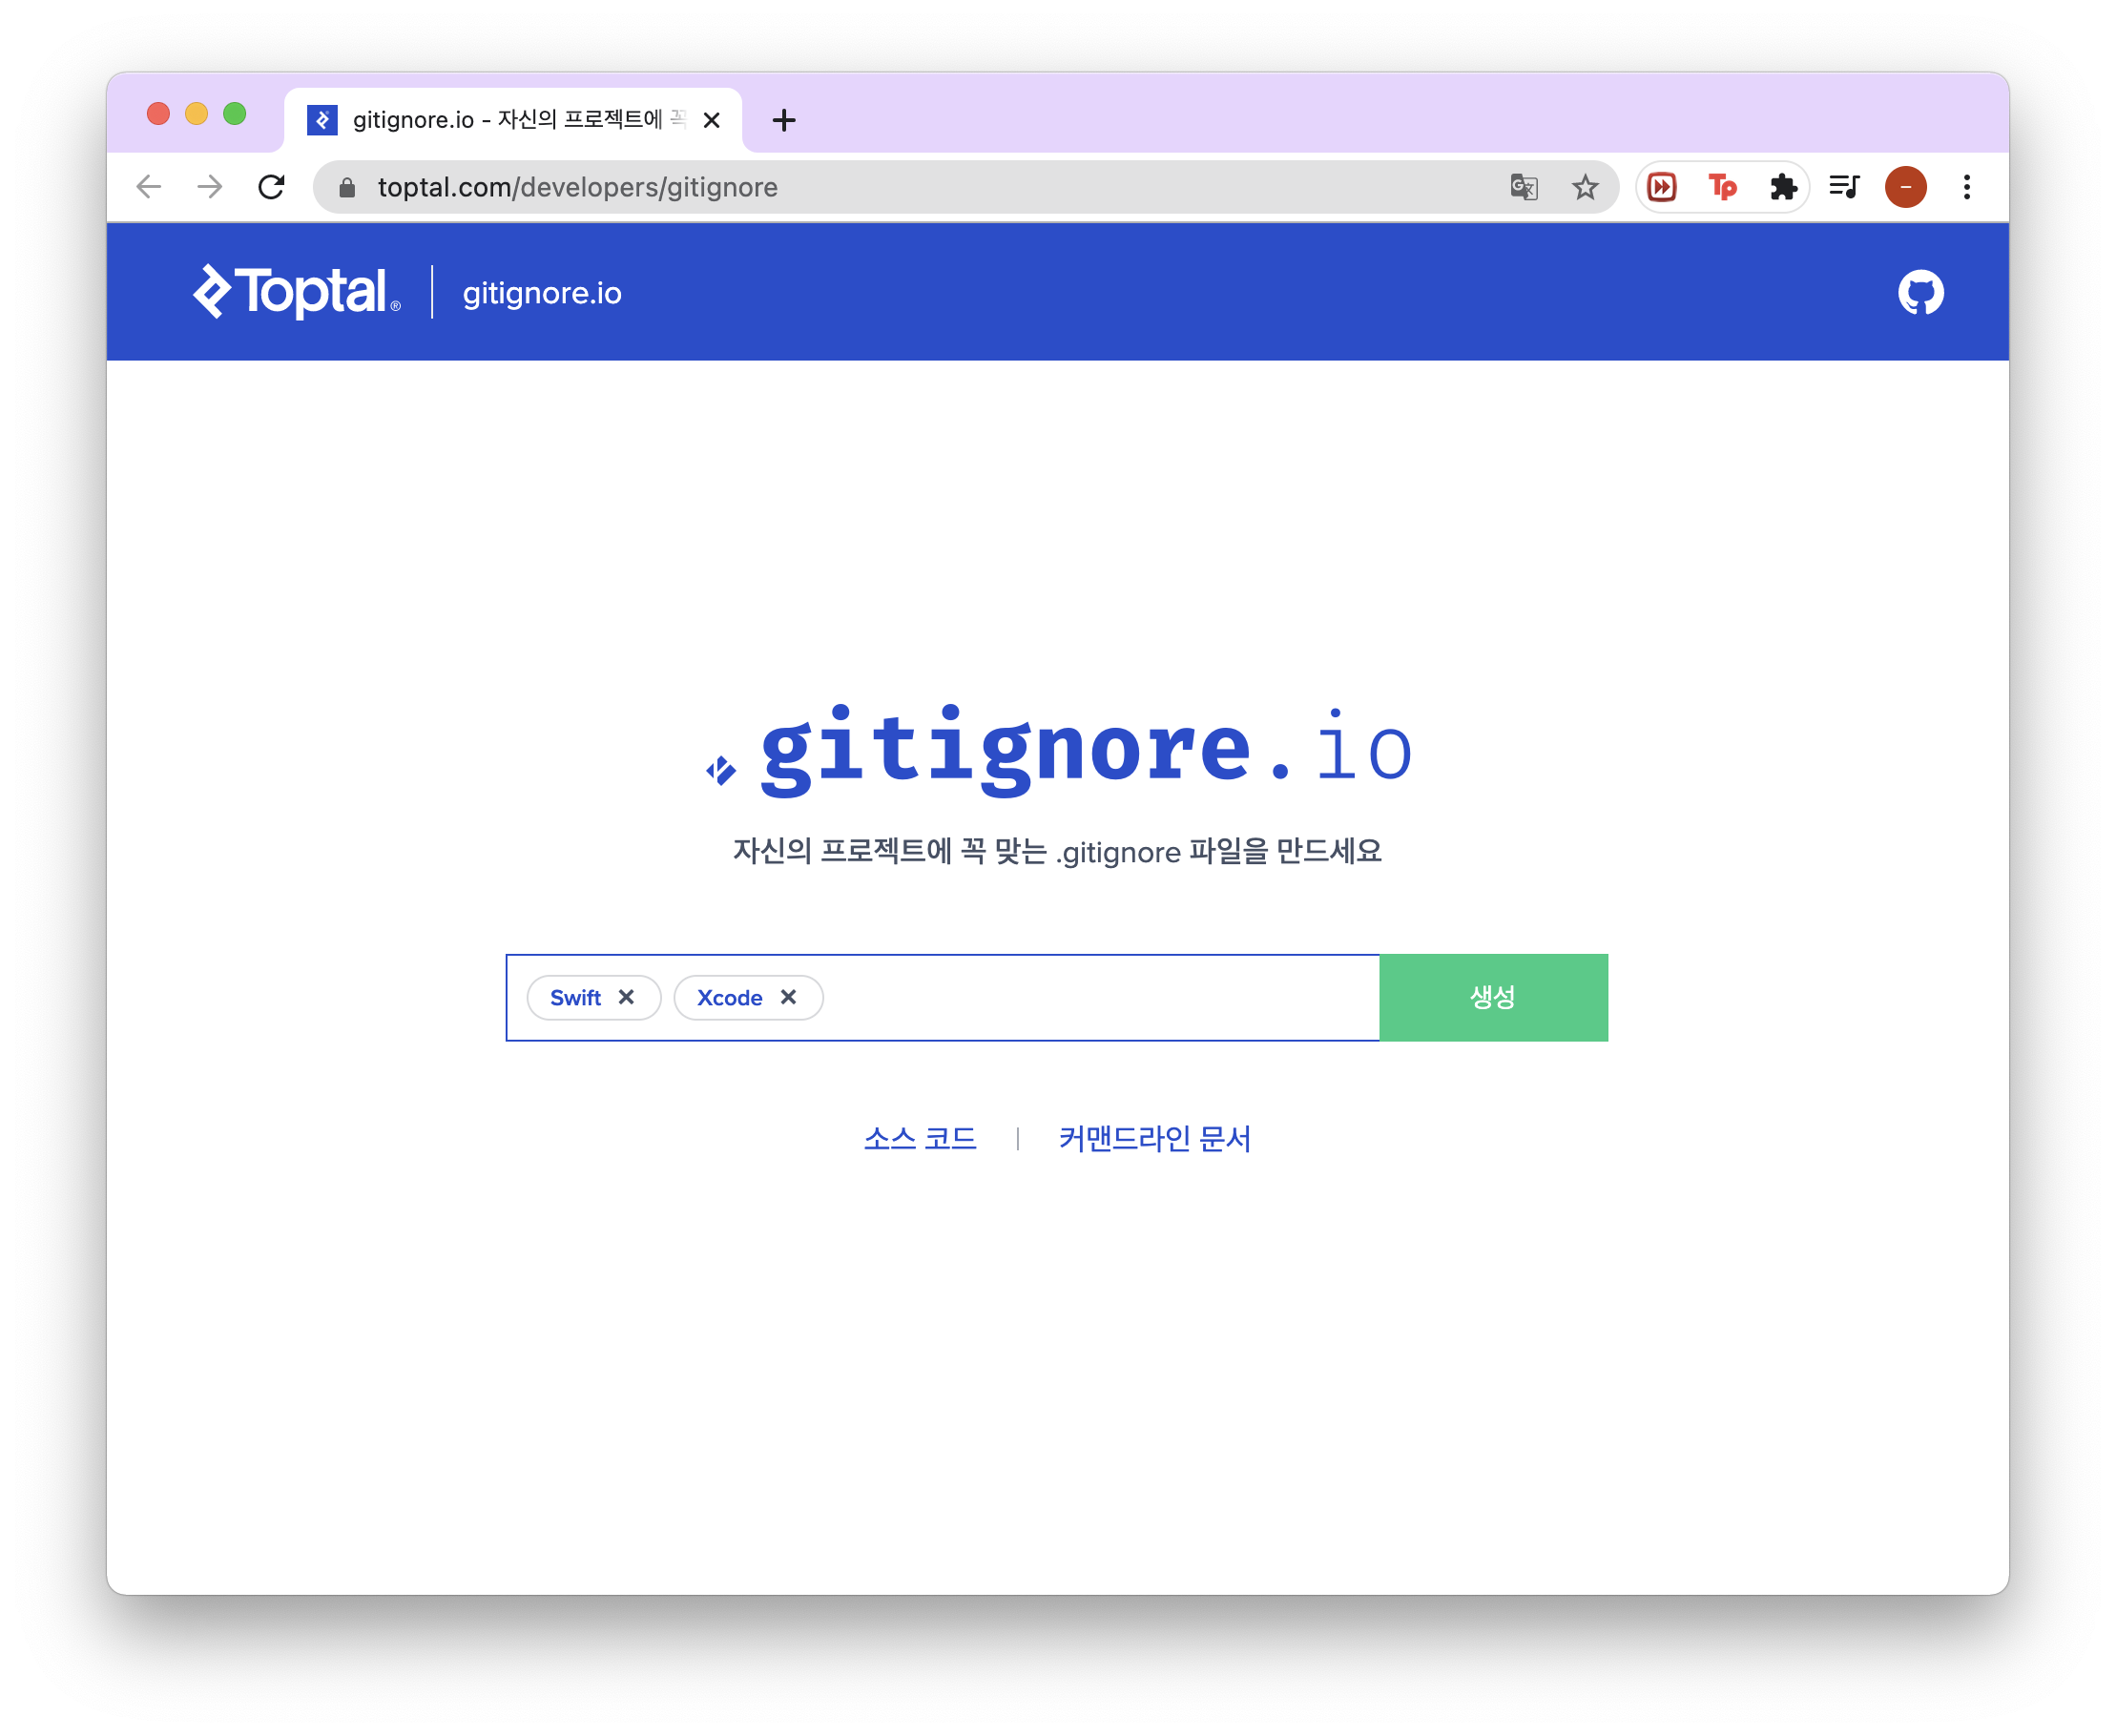 gitignore.io - 자신의 프로젝트에 꼭
toptal.com/developers/gitignore
Tp
Toptal® gitignore.io
.gitignore.io
자신의 프로젝트에 꼭 맞는 .gitignore 파일을 만드세요
Swift Xcode 생성
소스 코드 | 커맨드라인 문서